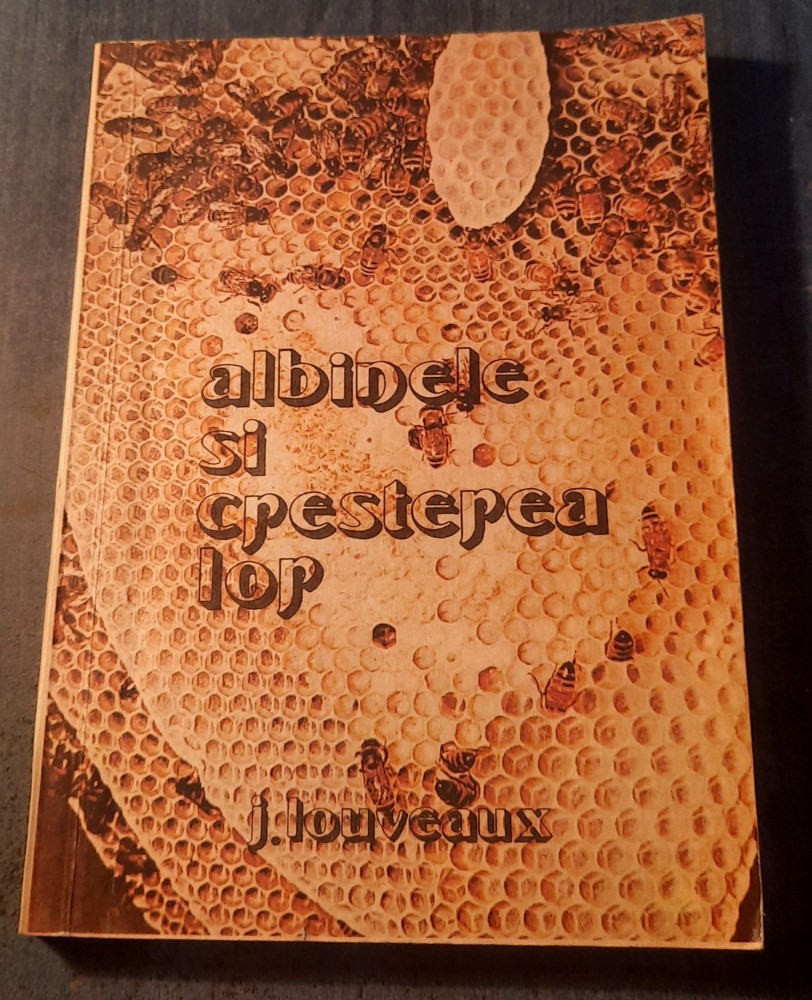 albinele
si
cresterea
lor
j. louveaux